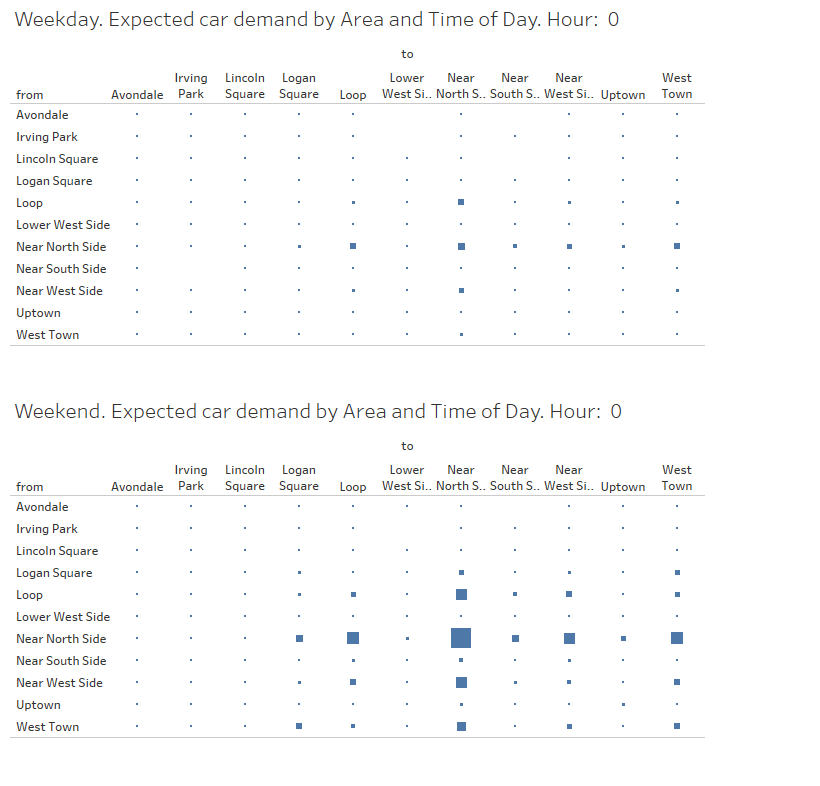 Weekday. Expected car demand by Area and Time of Day. Hour: 0
to
from Avondale Irving Park Lincoln Square Logan Square Loop Lower West Si.. Near North S.. Near South S.. Near West Si.. Uptown West Town
Avondale
Irving Park
Lincoln Square
Logan Square
Loop
Lower West Side
Near North Side
Near South Side
Near West Side
Uptown
West Town
Weekend. Expected car demand by Area and Time of Day. Hour: 0
to
from Avondale Irving Park Lincoln Square Logan Square Loop Lower West Si.. Near North S.. Near South S.. Near West Si.. Uptown West Town
Avondale
Irving Park
Lincoln Square
Logan Square
Loop
Lower West Side
Near North Side
Near South Side
Near West Side
Uptown
West Town